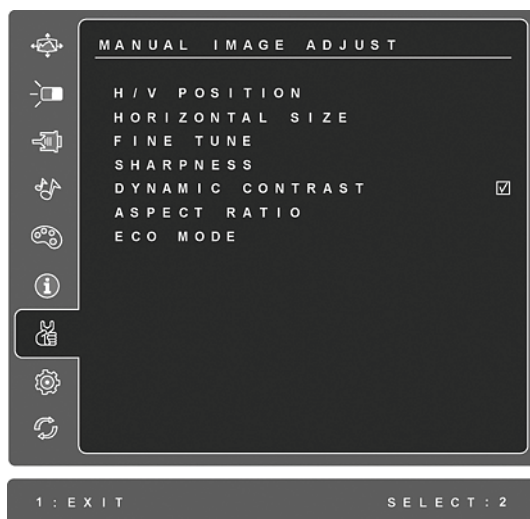 MANUAL IMAGE ADJUST
H/V POSITION
HORIZONTAL SIZE
FINE TUNE
SHARPNESS
DYNAMIC CONTRAST
ASPECT RATIO
ECO MODE
1:EXIT SELECT:2